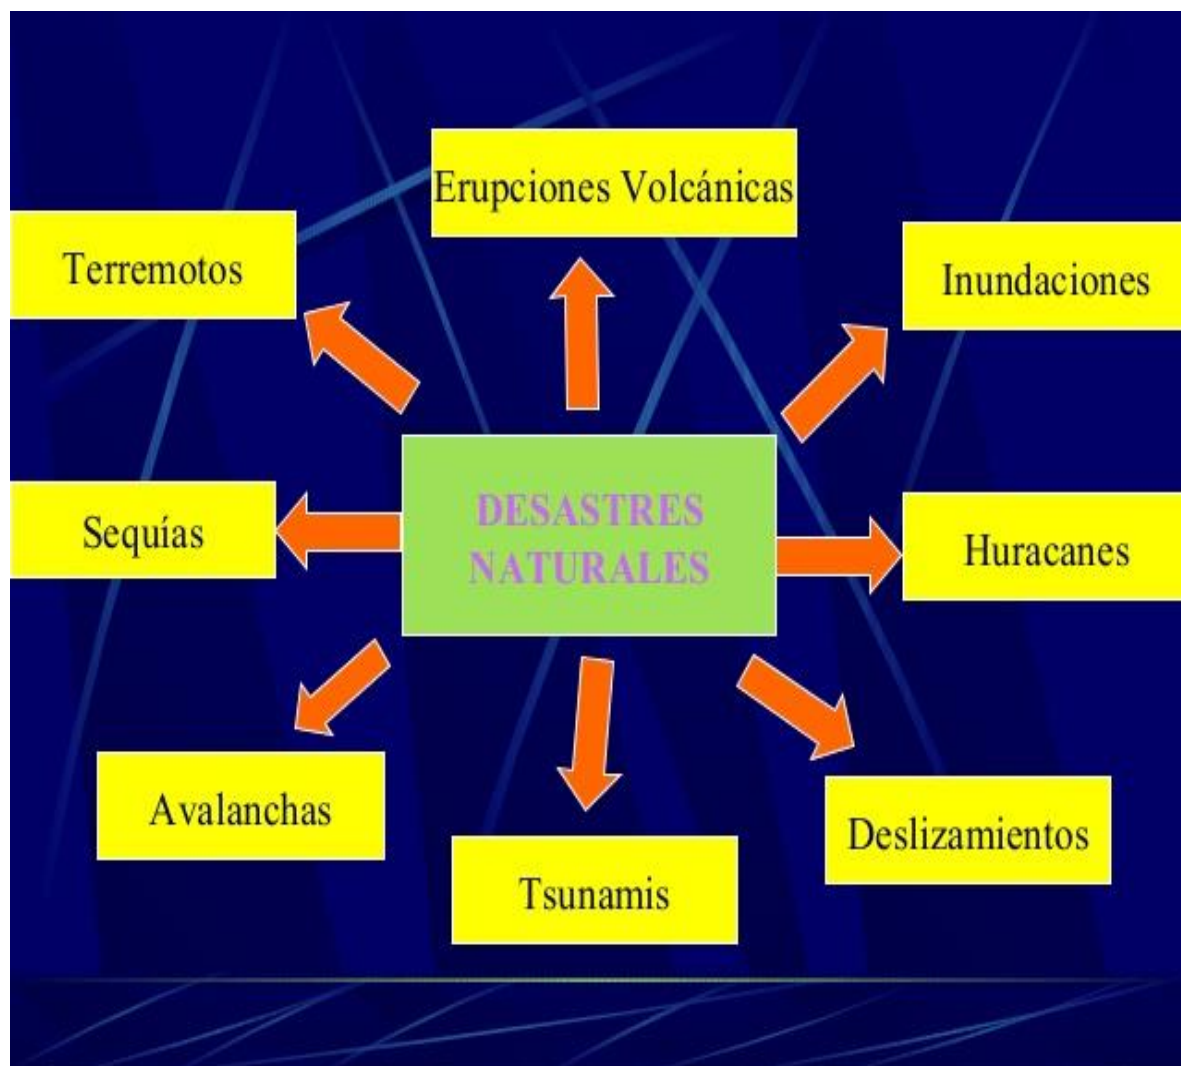 Erupciones Volcánicas
Terremotos
Inundaciones
DESASTRES
NATURALES
Sequías
Huracanes
Avalanchas
Deslizamientos
Tsunamis